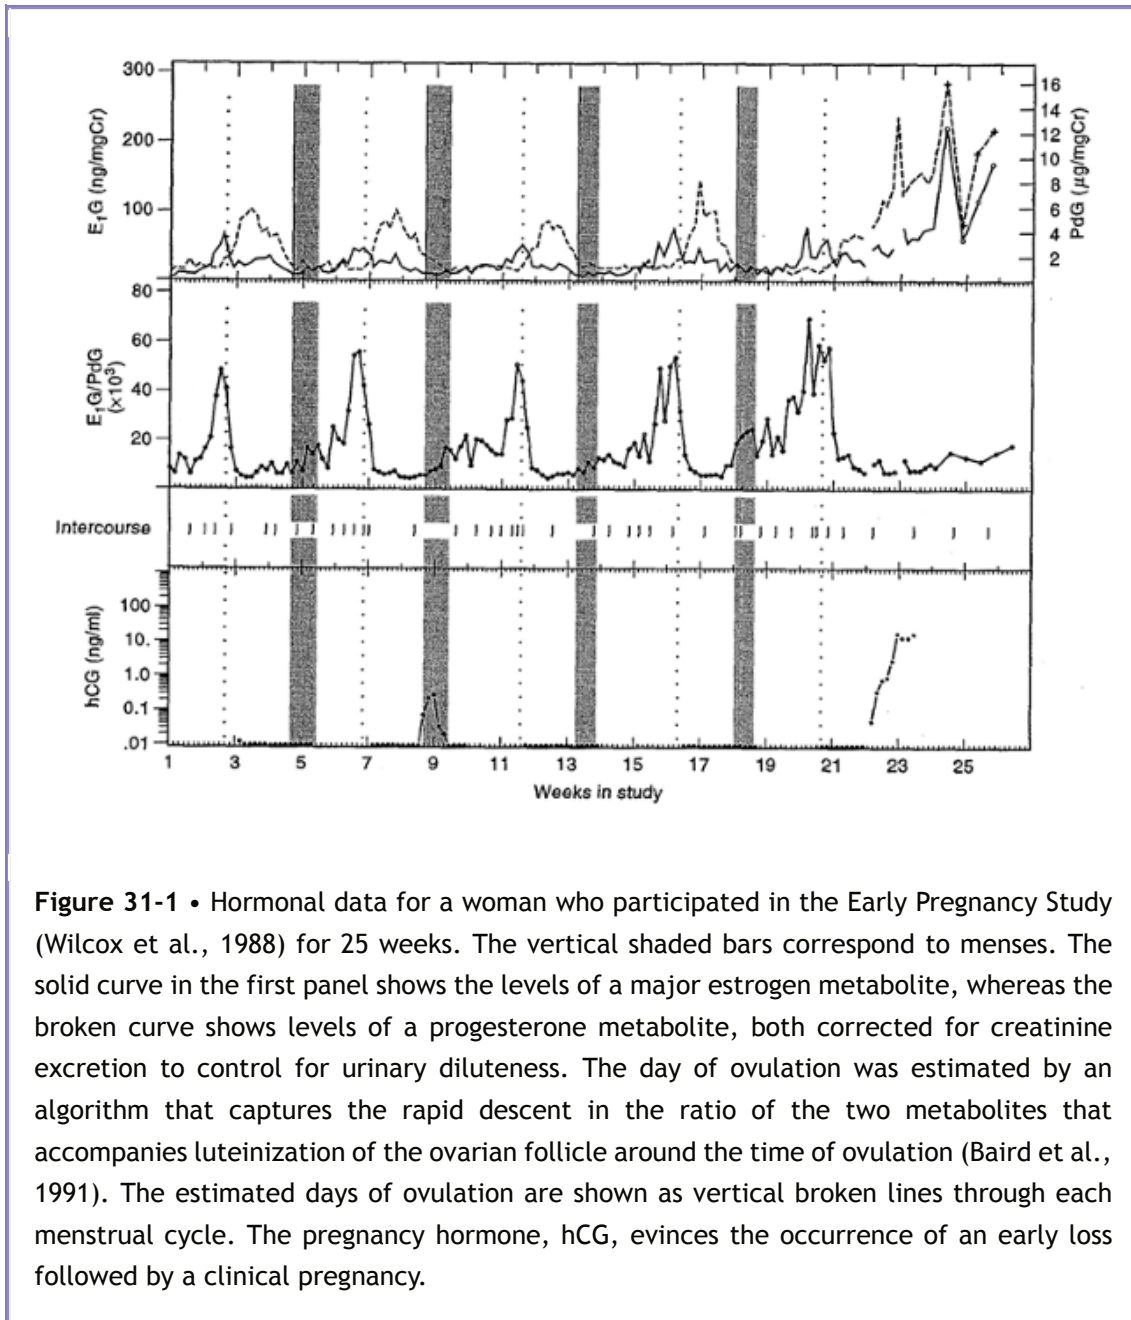 300
200
100
E₁G (ng/mgCr)
16
14
12
10
8
6
4
2
PdG (μg/mgCr)
80
60
40
20
E₁G/PdG
(×10³)
Intercourse
100
10.
1.0
0.1
.01
hCG (ng/ml)
1 3 5 7 9 11 13 15 17 19 21 23 25
Weeks in study
Figure 31-1 • Hormonal data for a woman who participated in the Early Pregnancy Study
(Wilcox et al., 1988) for 25 weeks. The vertical shaded bars correspond to menses. The
solid curve in the first panel shows the levels of a major estrogen metabolite, whereas the
broken curve shows levels of a progesterone metabolite, both corrected for creatinine
excretion to control for urinary diluteness. The day of ovulation was estimated by an
algorithm that captures the rapid descent in the ratio of the two metabolites that
accompanies luteinization of the ovarian follicle around the time of ovulation (Baird et al.,
1991). The estimated days of ovulation are shown as vertical broken lines through each
menstrual cycle. The pregnancy hormone, hCG, evinces the occurrence of an early loss
followed by a clinical pregnancy.